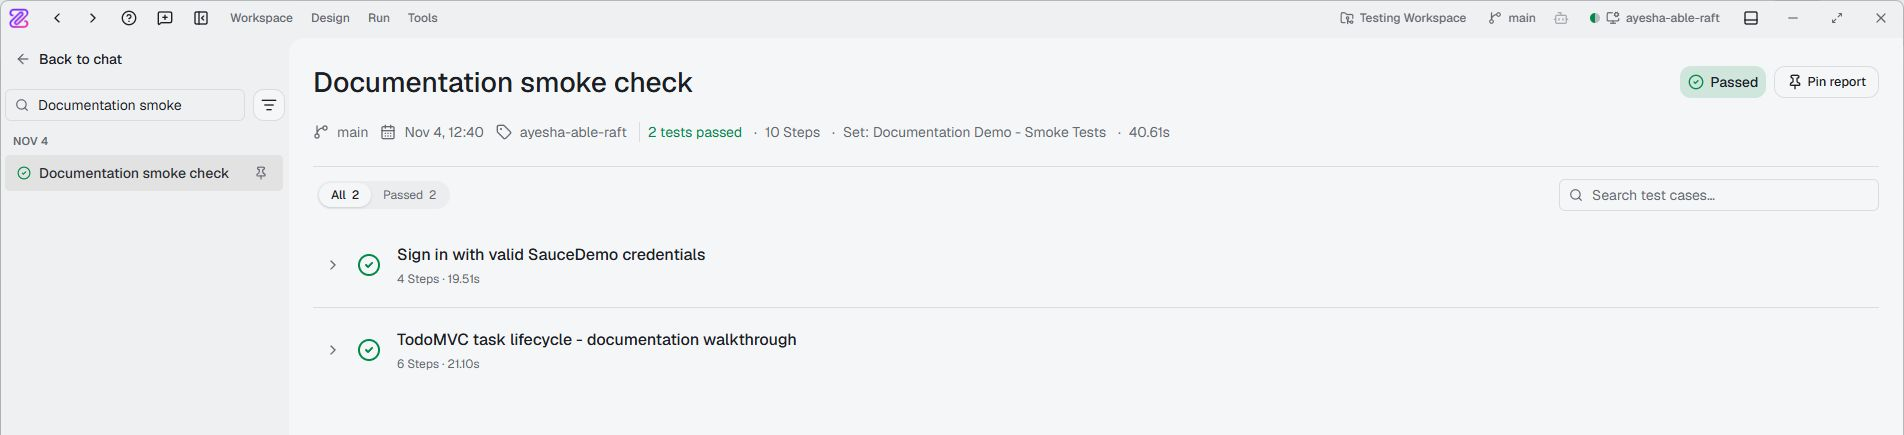 Workspace Design Run Tools Testing Workspace main ayesha-able-raft
Back to chat
Documentation smoke
NOV 4
Documentation smoke check
Documentation smoke check
Passed Pin report
main Nov 4, 12:40 ayesha-able-raft 2 tests passed · 10 Steps · Set: Documentation Demo - Smoke Tests · 40.61s
All 2 Passed 2 Search test cases...
Sign in with valid SauceDemo credentials
4 Steps · 19.51s
TodoMVC task lifecycle - documentation walkthrough
6 Steps · 21.10s